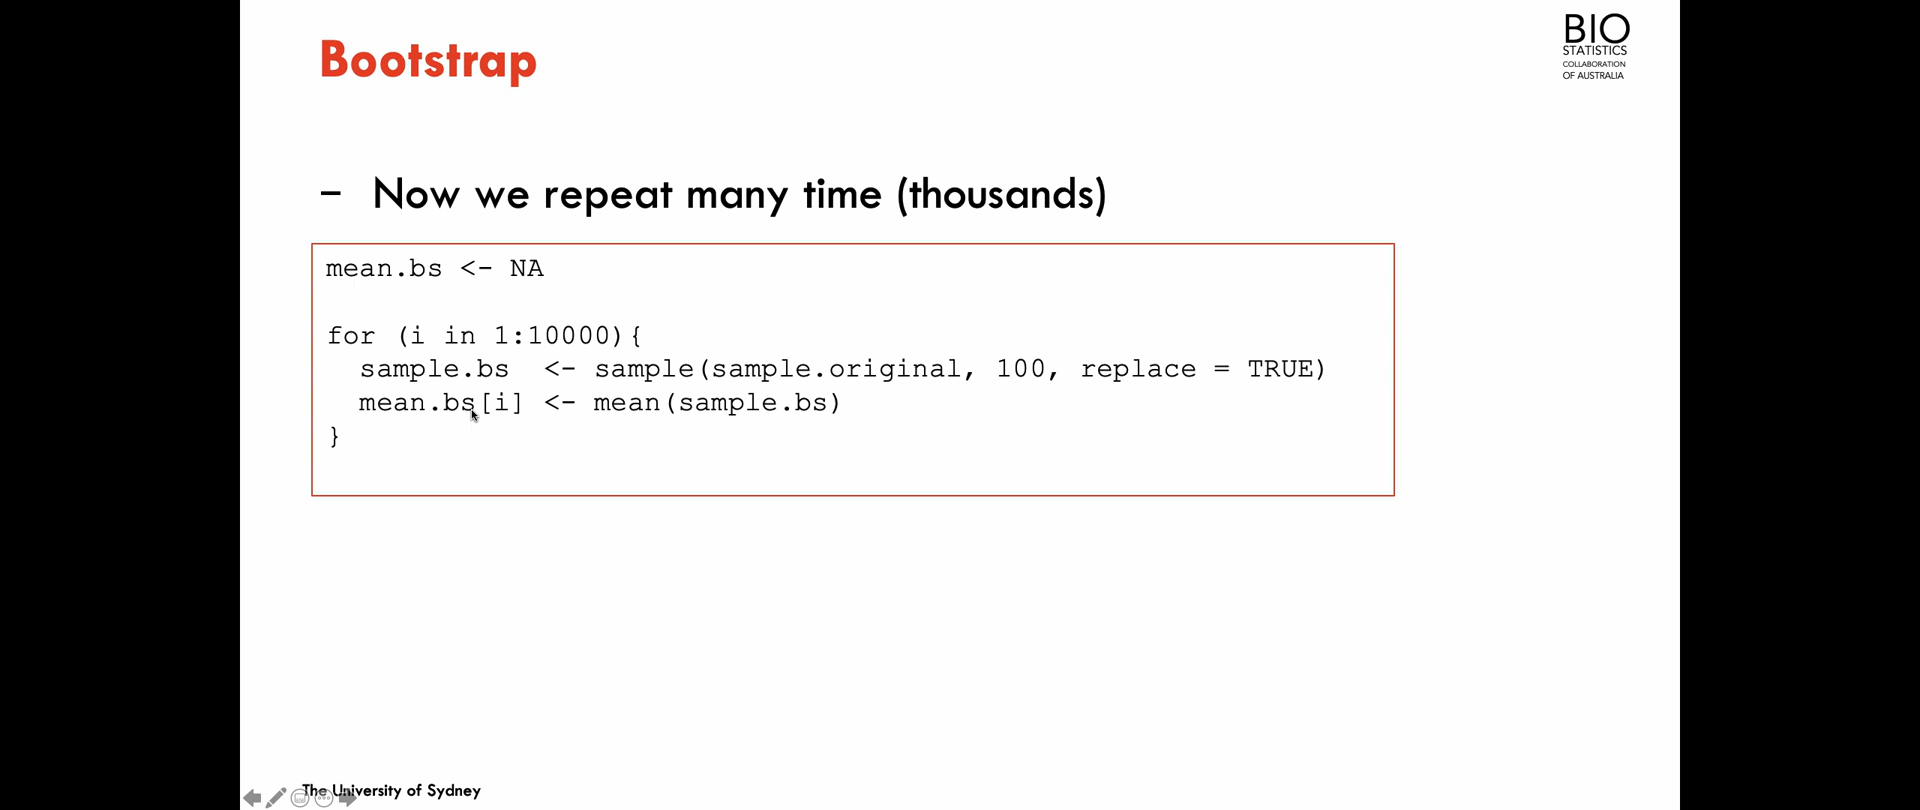 Bootstrap
BIO
STATISTICS
COLLABORATION
OF AUSTRALIA
– Now we repeat many time (thousands)
mean.bs <- NA
for (i in 1:10000){
  sample.bs  <- sample(sample.original, 100, replace = TRUE)
  mean.bs[i] <- mean(sample.bs)
}
The University of Sydney